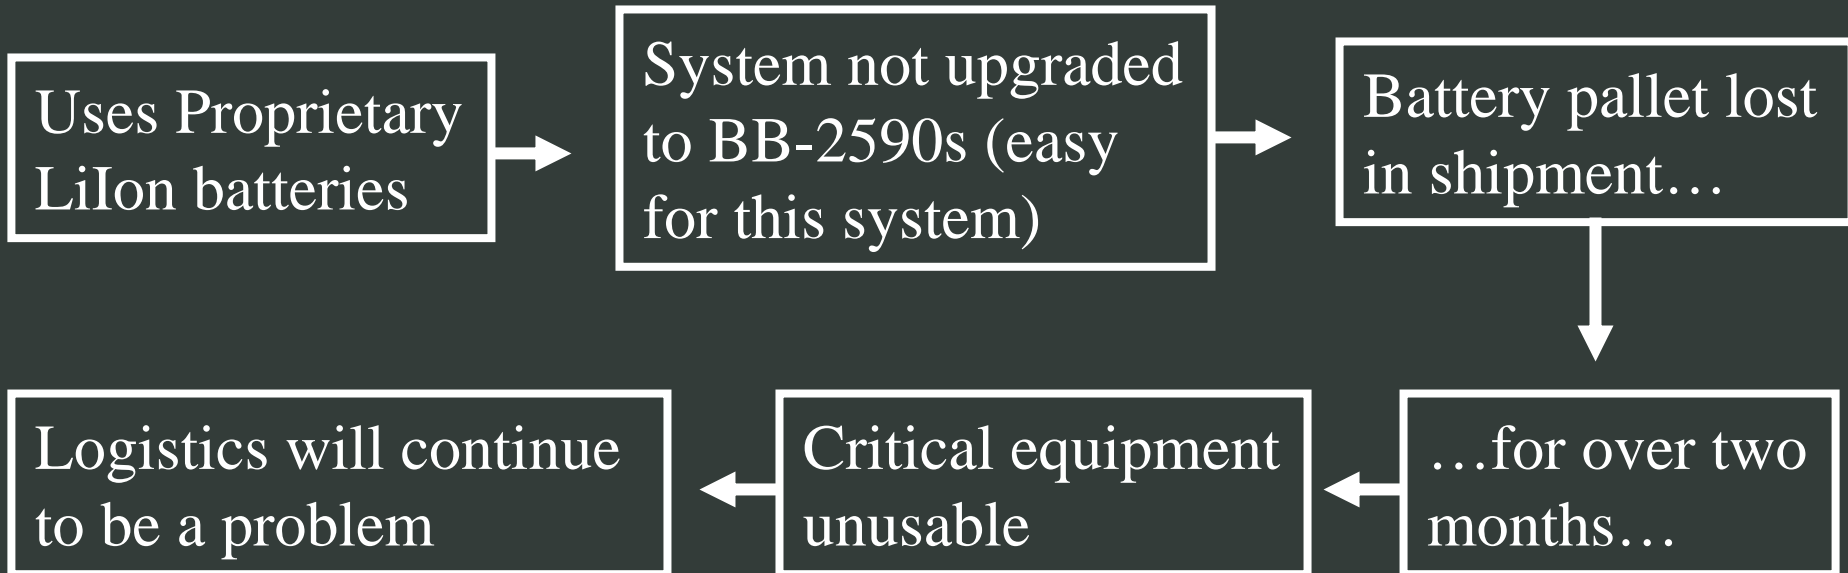 Uses Proprietary
LiIon batteries
System not upgraded
to BB-2590s (easy
for this system)
Battery pallet lost
in shipment…
…for over two
months…
Critical equipment
unusable
Logistics will continue
to be a problem